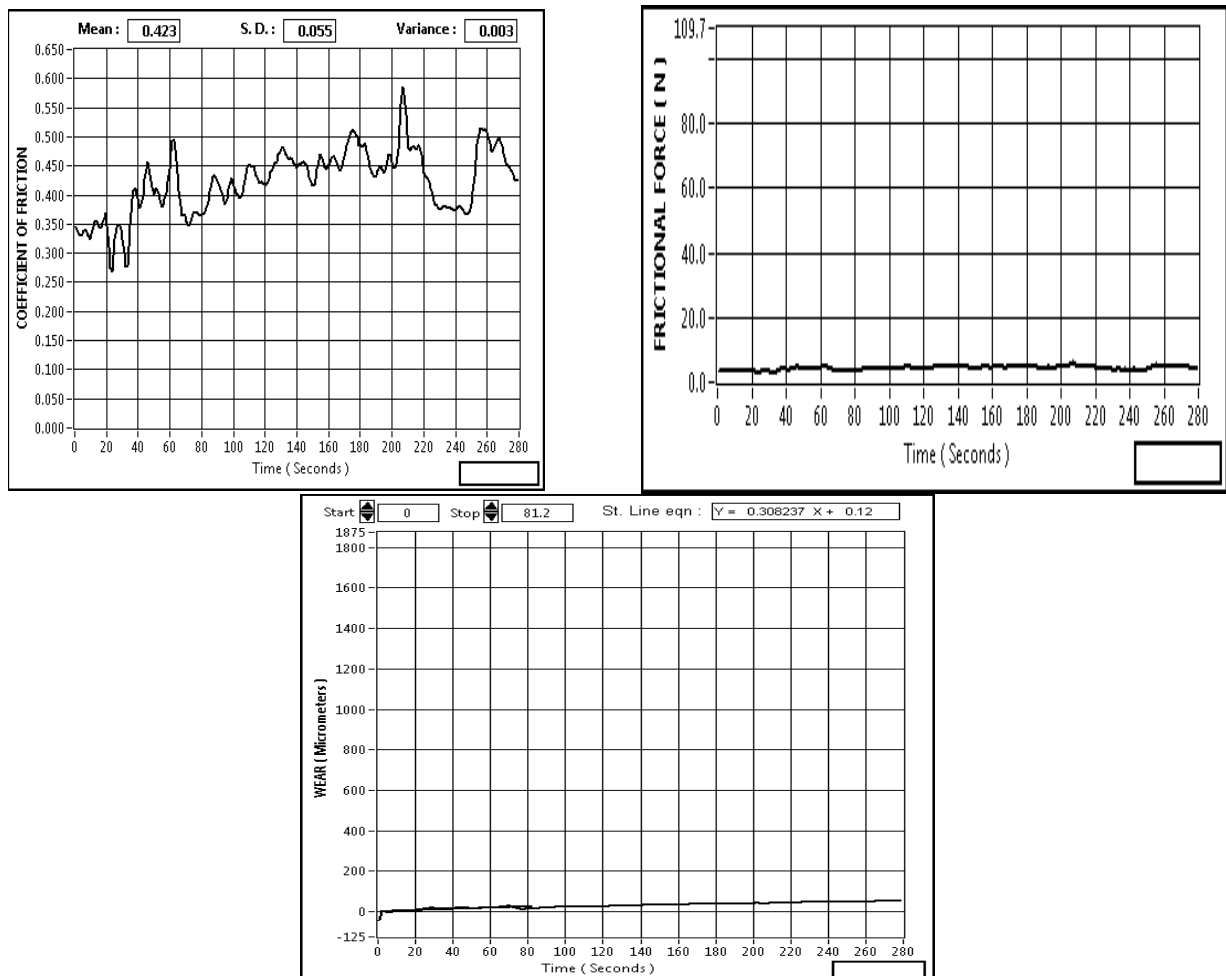 Mean : 0.423 S. D. : 0.055 Variance : 0.003
0.650
0.600
0.550
0.500
0.450
0.400
0.350
0.300
0.250
0.200
0.150
0.100
0.050
0.000
COEFFICIENT OF FRICTION
0 20 40 60 80 100 120 140 160 180 200 220 240 260 280
Time ( Seconds )
109.7
80.0
60.0
40.0
20.0
0.0
FRICTIONAL FORCE ( N )
0 20 40 60 80 100 120 140 160 180 200 220 240 260 280
Time ( Seconds )
Start 0 Stop 81.2 St. Line eqn : Y = 0.308237 X + 0.12
1875
1800
1600
1400
1200
1000
800
600
400
200
0
-125
WEAR ( Micrometers )
0 20 40 60 80 100 120 140 160 180 200 220 240 260 280
Time ( Seconds )